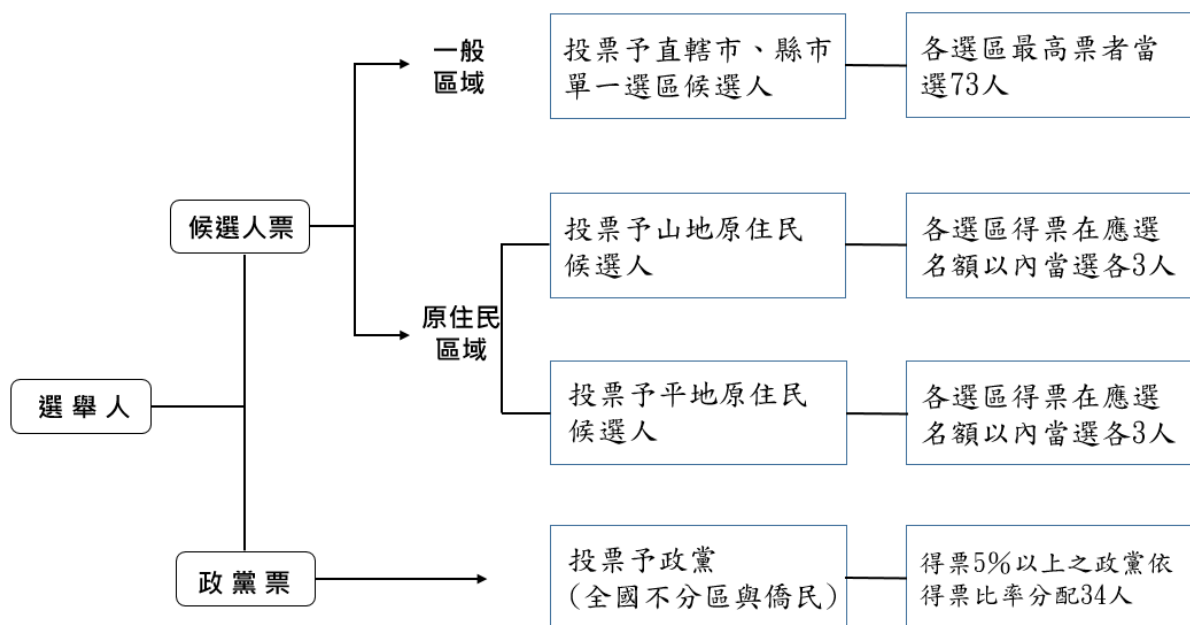 一般
區域
投票予直轄市、縣市
單一選區候選人
各選區最高票者當
選73人
候選人票
投票予山地原住民
候選人
各選區得票在應選
名額以內當選各3人
原住民
區域
選舉人
投票予平地原住民
候選人
各選區得票在應選
名額以內當選各3人
政黨票
投票予政黨
(全國不分區與僑民)
得票5%以上之政黨依
得票比率分配34人